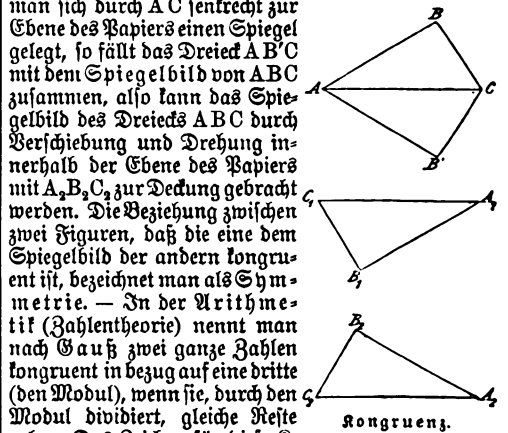 man sich durch A C senkrecht zur
Ebene des Papiers einen Spiegel
gelegt, so fällt das Dreieck A B'C
mit dem Spiegelbild von ABC
zusammen, also kann das Spie-
gelbild des Dreiecks ABC durch
Verschiebung und Drehung in-
nerhalb der Ebene des Papiers
mit A₂B₂C₂ zur Deckung gebracht
werden. Die Beziehung zwischen
zwei Figuren, daß die eine dem
Spiegelbild der andern kongru-
ent ist, bezeichnet man als Sym-
metrie. — In der Arithme-
tik (Zahlentheorie) nennt man
nach Gauß zwei ganze Zahlen
kongruent in bezug auf eine dritte
(den Modul), wenn sie, durch den
Modul dividiert, gleiche Reste
B
A
C
B'
C₁
A₁
B₁
B₂
C₂
A₂
Kongruenz.